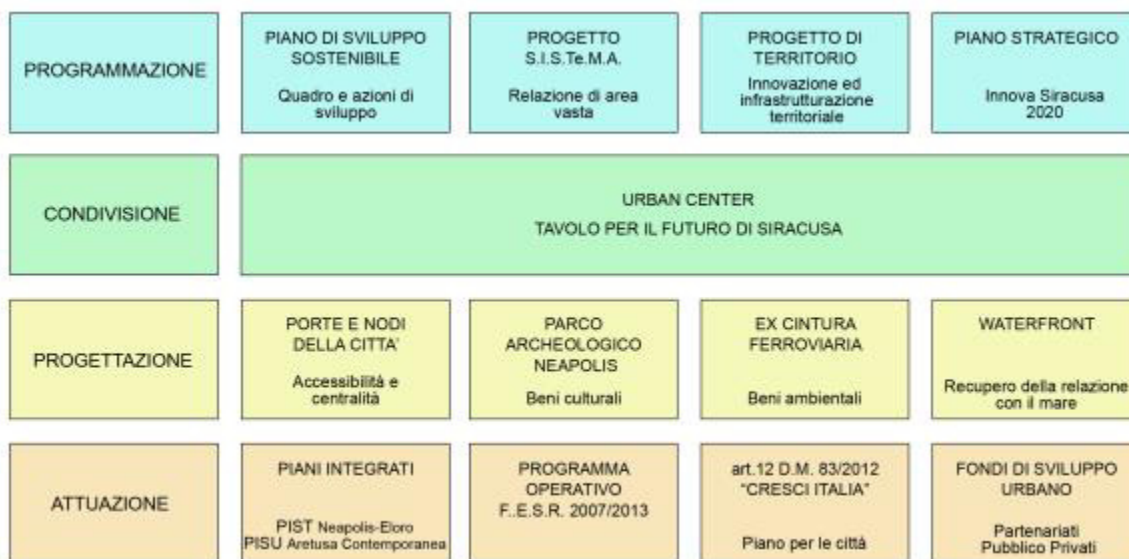 PROGRAMMAZIONE
PIANO DI SVILUPPO
SOSTENIBILE
Quadro e azioni di
sviluppo
PROGETTO
S.I.S.Te.M.A.
Relazione di area
vasta
PROGETTO DI
TERRITORIO
Innovazione ed
infrastrutturazione
territoriale
PIANO STRATEGICO
Innova Siracusa
2020
CONDIVISIONE
URBAN CENTER
TAVOLO PER IL FUTURO DI SIRACUSA
PROGETTAZIONE
PORTE E NODI
DELLA CITTA'
Accessibilità e
centralità
PARCO
ARCHEOLOGICO
NEAPOLIS
Beni culturali
EX CINTURA
FERROVIARIA
Beni ambientali
WATERFRONT
Recupero della relazione
con il mare
ATTUAZIONE
PIANI INTEGRATI
PIST Neapolis-Eloro
PISU Aretusa Contemporanea
PROGRAMMA
OPERATIVO
F..E.S.R. 2007/2013
art.12 D.M. 83/2012
"CRESCI ITALIA"
Piano per le città
FONDI DI SVILUPPO
URBANO
Partenariati
Pubblico Privati